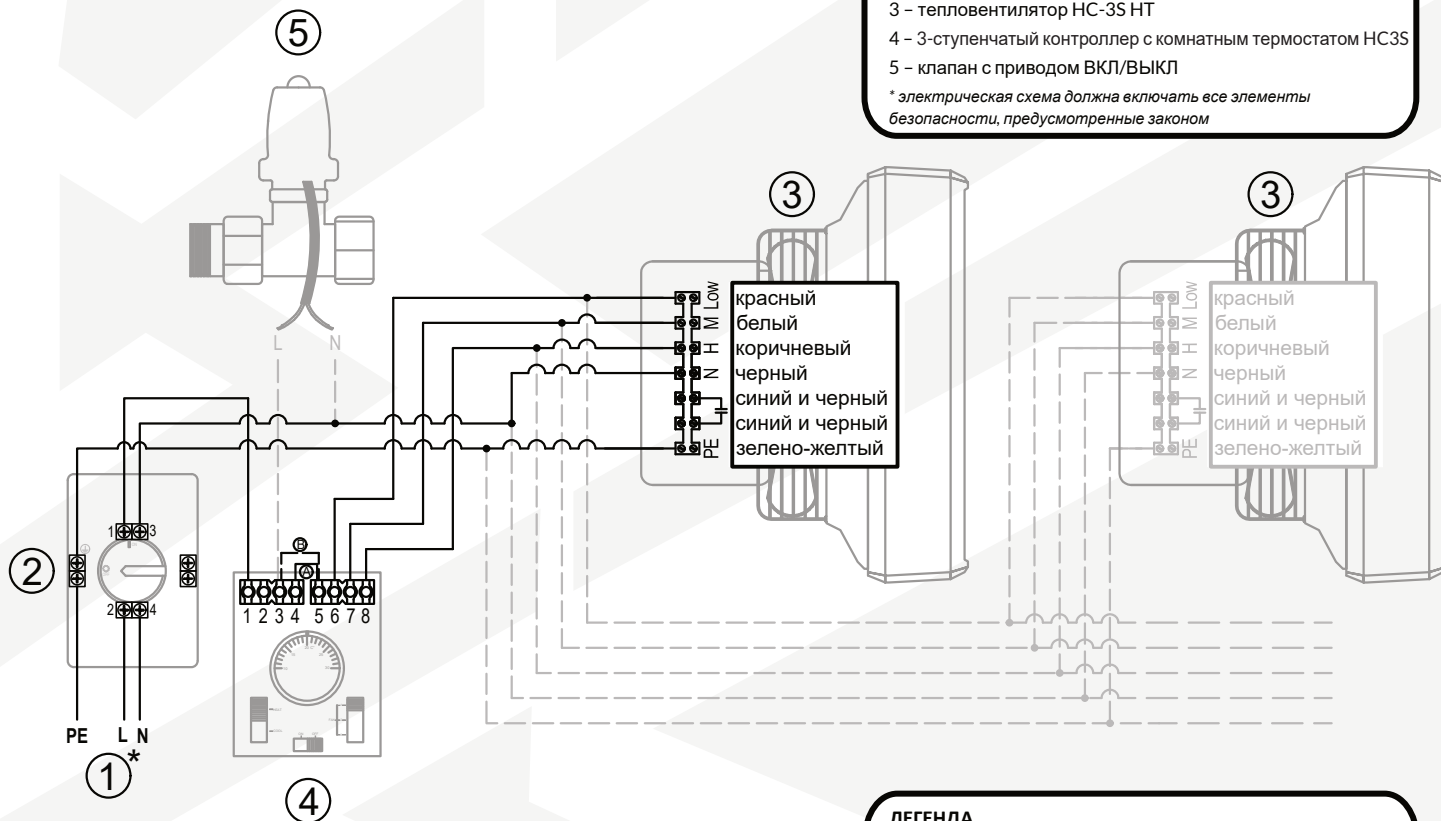 3 – тепловентилятор HC-3S HT
4 – 3-ступенчатый контроллер с комнатным термостатом HC3S
5 – клапан с приводом ВКЛ/ВЫКЛ
* электрическая схема должна включать все элементы
безопасности, предусмотренные законом
5
3
3
L N
Low
M
H
N
PE
красный
белый
коричневый
черный
синий и черный
синий и черный
зелено-желтый
Low
M
H
N
PE
красный
белый
коричневый
черный
синий и черный
синий и черный
зелено-желтый
2
1 3
2 4
B
A
1 2 3 4 5 6 7 8
PE L N
1 *
4
ЛЕГЕНДА